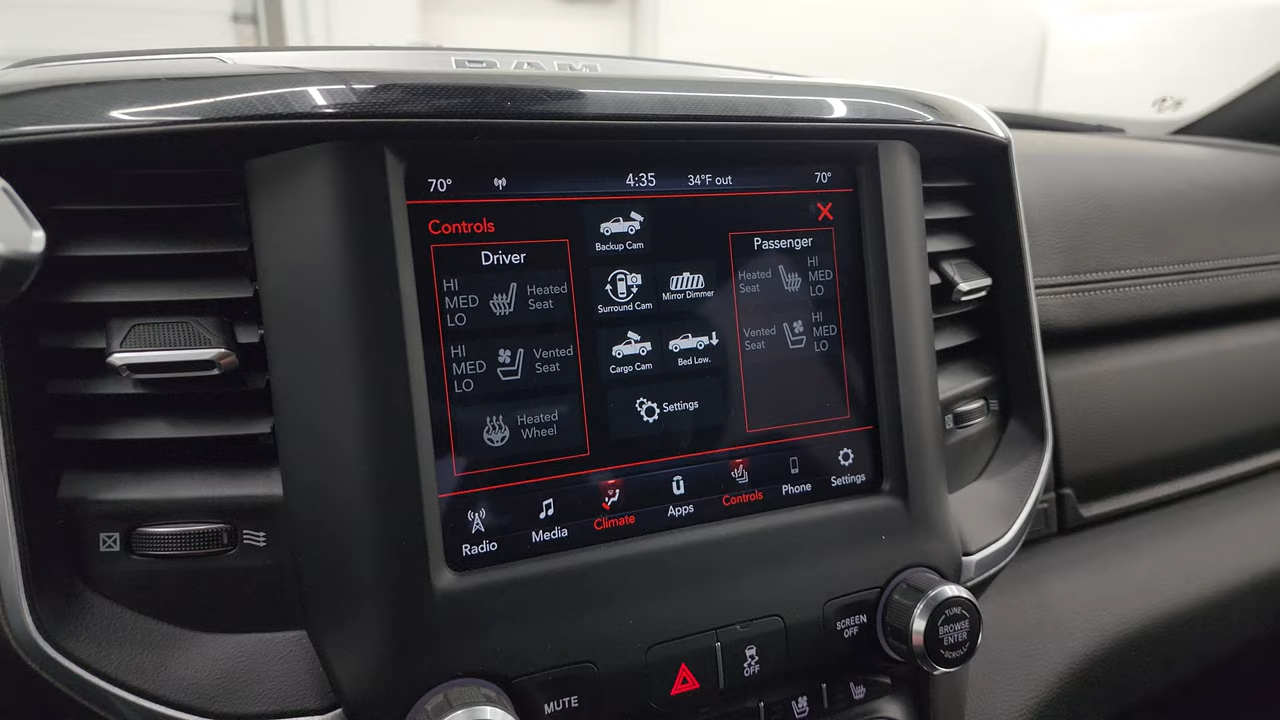 RAM
70° 4:35 34°F out 70°
Controls
Driver
HI
MED
LO
Heated
Seat
HI
MED
LO
Vented
Seat
Heated
Wheel
Backup Cam
Surround Cam
Mirror Dimmer
Cargo Cam
Bed Low.
Settings
Passenger
Heated
Seat
HI
MED
LO
Vented
Seat
HI
MED
LO
Radio
Media
Climate
Apps
Controls
Phone
Settings
MUTE
OFF
SCREEN
OFF
TUNE
BROWSE
ENTER
SCROLL